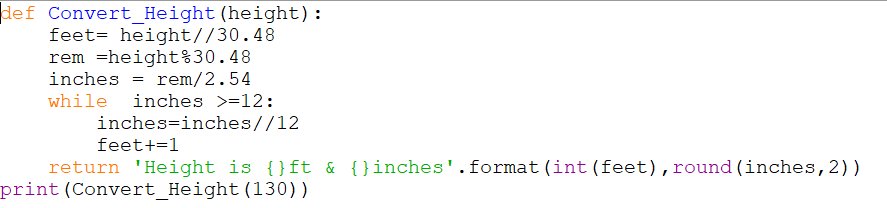 def Convert_Height(height):
    feet= height//30.48
    rem =height%30.48
    inches = rem/2.54
    while  inches >=12:
        inches=inches//12
        feet+=1
    return 'Height is {}ft & {}inches'.format(int(feet),round(inches,2))
print(Convert_Height(130))